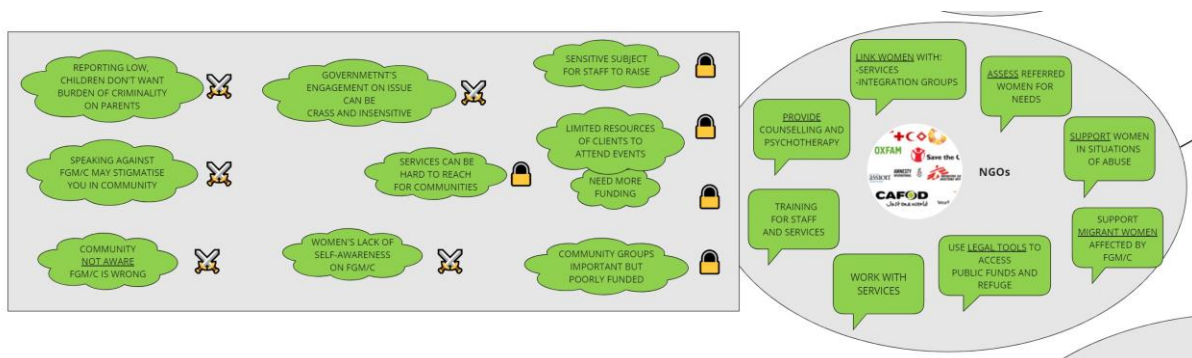 REPORTING LOW,
CHILDREN DON'T WANT
BURDEN OF CRIMINALITY
ON PARENTS
SPEAKING AGAINST
FGM/C MAY STIGMATISE
YOU IN COMMUNITY
COMMUNITY
NOT AWARE
FGM/C IS WRONG
GOVERNMETNT'S
ENGAGEMENT ON ISSUE
CAN BE
CRASS AND INSENSITIVE
SERVICES CAN BE
HARD TO REACH
FOR COMMUNITIES
WOMEN'S LACK OF
SELF-AWARENESS
ON FGM/C
SENSITIVE SUBJECT
FOR STAFF TO RAISE
LIMITED RESOURCES
OF CLIENTS TO
ATTEND EVENTS
NEED MORE
FUNDING
COMMUNITY GROUPS
IMPORTANT BUT
POORLY FUNDED
LINK WOMEN WITH:
-SERVICES
-INTEGRATION GROUPS
ASSESS REFERRED
WOMEN FOR
NEEDS
PROVIDE
COUNSELLING AND
PSYCHOTHERAPY
SUPPORT WOMEN
IN SITUATIONS
OF ABUSE
OXFAM
Save the
CAFOD
Just one world
NGOs
TRAINING
FOR STAFF
AND SERVICES
SUPPORT
MIGRANT WOMEN
AFFECTED BY
FGM/C
USE LEGAL TOOLS TO
ACCESS
PUBLIC FUNDS AND
REFUGE
WORK WITH
SERVICES